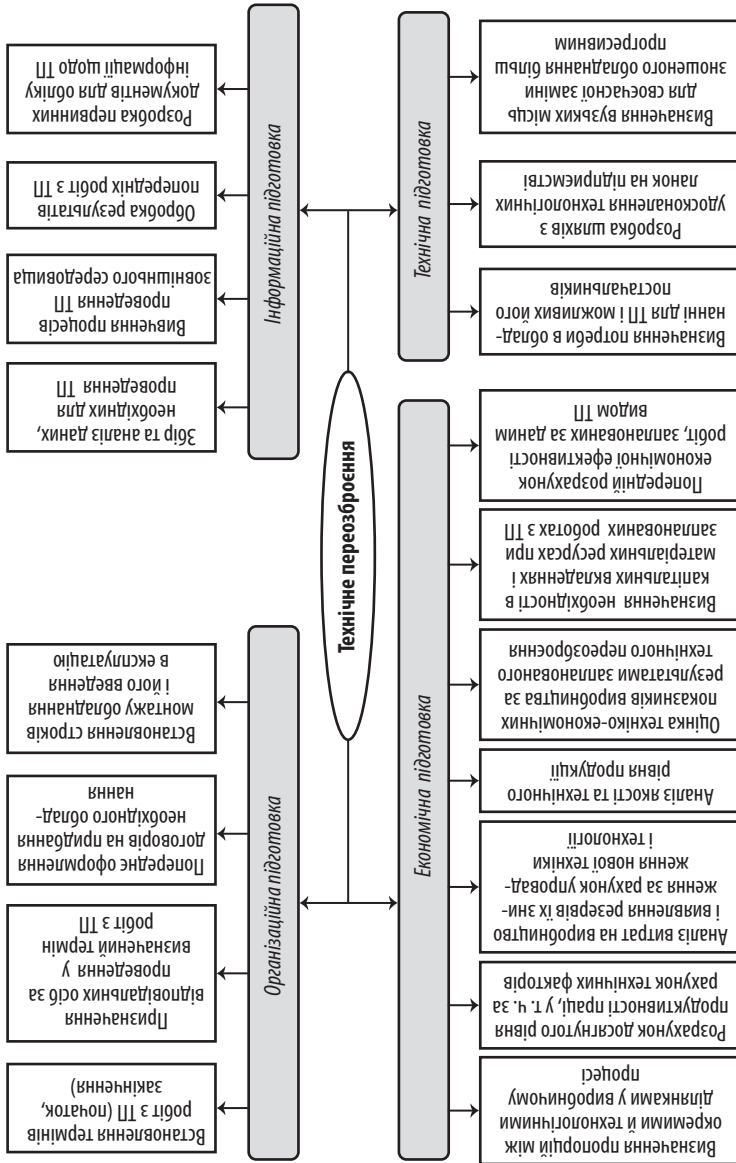 Технічне переозброєння
Економічна підготовка
Визначення пропорцій між
окремими й технологічними
ділянками у виробничому
процесі
Розрахунок досягнутого рівня
продуктивності праці, у т. ч. за
рахунок технічних факторів
Аналіз витрат на виробництво
і виявлення резервів їх зни-
ження за рахунок упровад-
ження нової техніки
і технології
Аналіз якості та технічного
рівня продукції
Оцінка техніко-економічних
показників виробництва за
результатами запланованого
технічного переозброєння
Визначення необхідності в
капітальних вкладеннях і
матеріальних ресурсах при
запланованих роботах з ТП
Попередній розрахунок
економічної ефективності
робіт, запланованих за даним
видом ТП
Організаційна підготовка
Встановлення термінів
робіт з ТП (початок,
закінчення)
Призначення
відповідальних осіб за
проведення у
визначений термін
робіт з ТП
Попереднє оформлення
договорів на придбання
необхідного облад-
нання
Встановлення строків
монтажу обладнання
і його введення
в експлуатацію
Технічна підготовка
Визначення потреби в облад-
нанні для ТП і можливих його
постачальників
Розробка шляхів з
удосконалення технологічних
ланок на підприємстві
Визначення вузьких місць
для своєчасної заміни
зношеного обладнання більш
прогресивним
Інформаційна підготовка
Збір та аналіз даних,
необхідних для
проведення ТП
Вивчення процесів
проведення ТП
зовнішнього середовища
Обробка результатів
попередніх робіт з ТП
Розробка первинних
документів для обліку
інформації щодо ТП